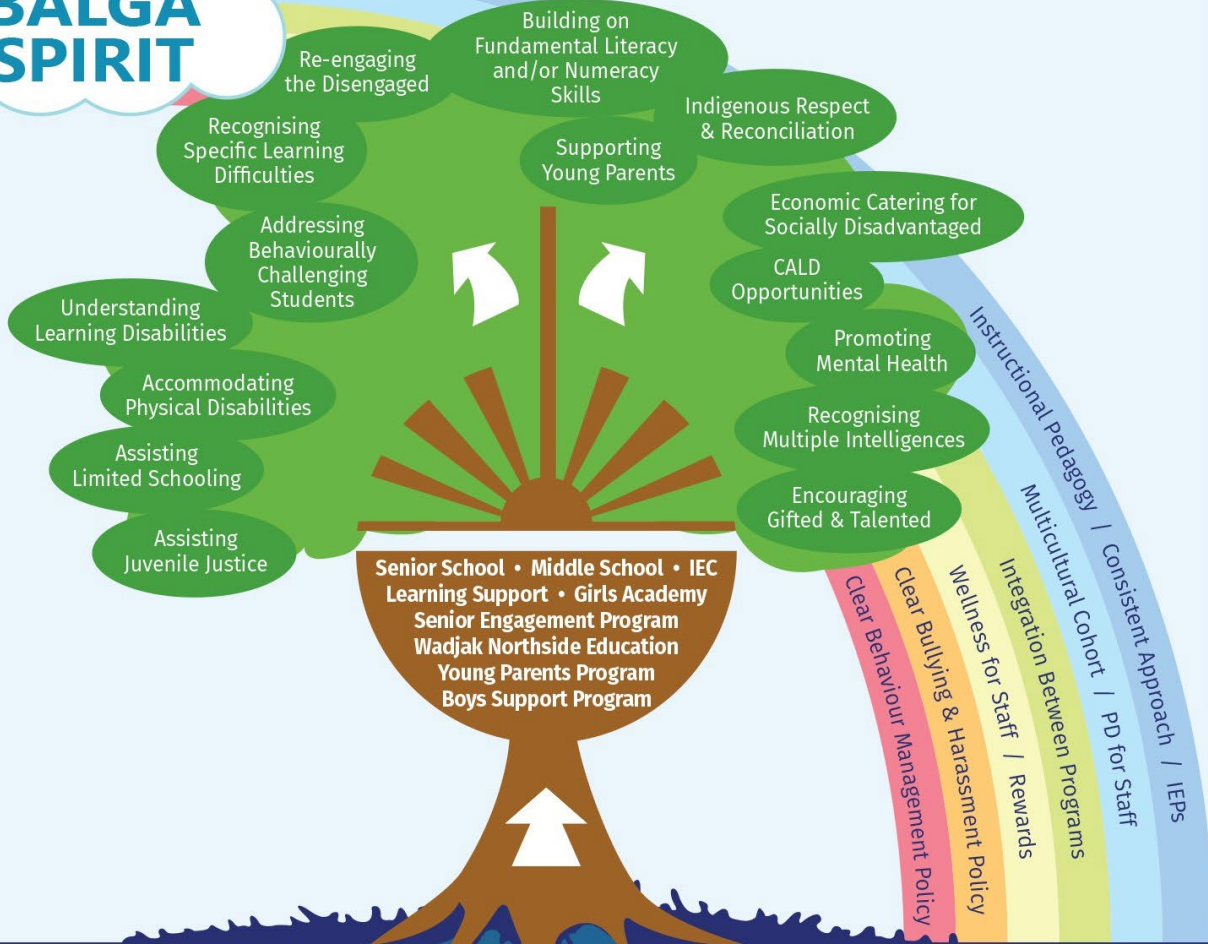 BALGA
SPIRIT
Re-engaging
the Disengaged
Building on
Fundamental Literacy
and/or Numeracy
Skills
Indigenous Respect
& Reconciliation
Recognising
Specific Learning
Difficulties
Supporting
Young Parents
Economic Catering for
Socially Disadvantaged
Addressing
Behaviourally
Challenging
Students
CALD
Opportunities
Understanding
Learning Disabilities
Promoting
Mental Health
Accommodating
Physical Disabilities
Recognising
Multiple Intelligences
Assisting
Limited Schooling
Encouraging
Gifted & Talented
Assisting
Juvenile Justice
Senior School • Middle School • IEC
Learning Support • Girls Academy
Senior Engagement Program
Wadjak Northside Education
Young Parents Program
Boys Support Program
Clear Behaviour Management Policy
Clear Bullying & Harassment Policy
Wellness for Staff / Rewards
Integration Between Programs
Multicultural Cohort / PD for Staff
Instructional Pedagogy / Consistent Approach / IEPs